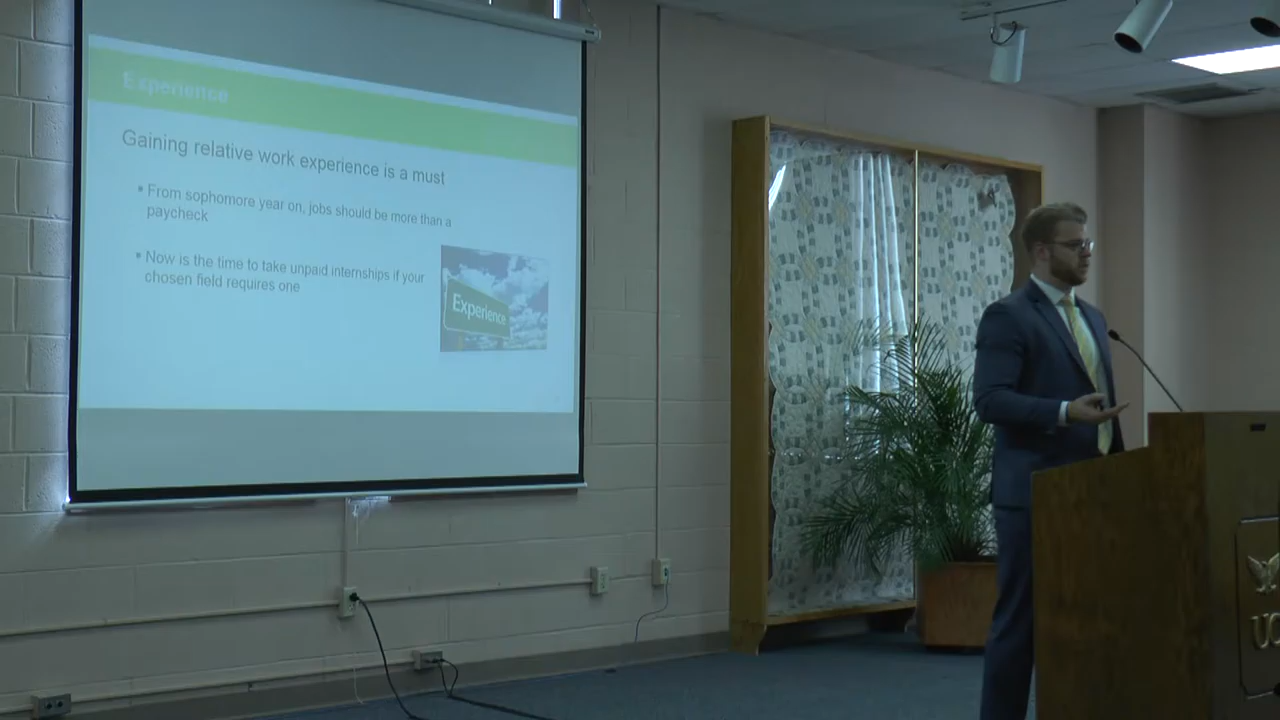 Experience
Gaining relative work experience is a must
From sophomore year on, jobs should be more than a
paycheck
Now is the time to take unpaid internships if your
chosen field requires one
Experience